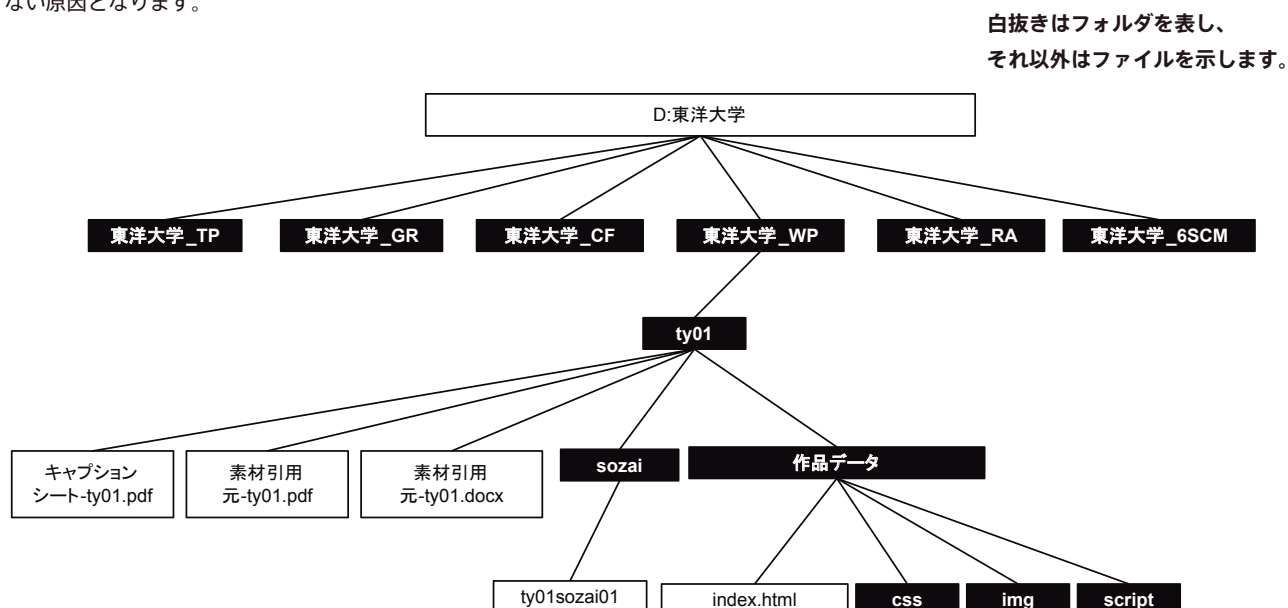 ない原因となります。
白抜きはフォルダを表し、
それ以外はファイルを示します。
D:東洋大学
東洋大学_TP
東洋大学_GR
東洋大学_CF
東洋大学_WP
東洋大学_RA
東洋大学_6SCM
ty01
キャプション
シート-ty01.pdf
素材引用
元-ty01.pdf
素材引用
元-ty01.docx
sozai
作品データ
ty01sozai01
index.html
css
img
script